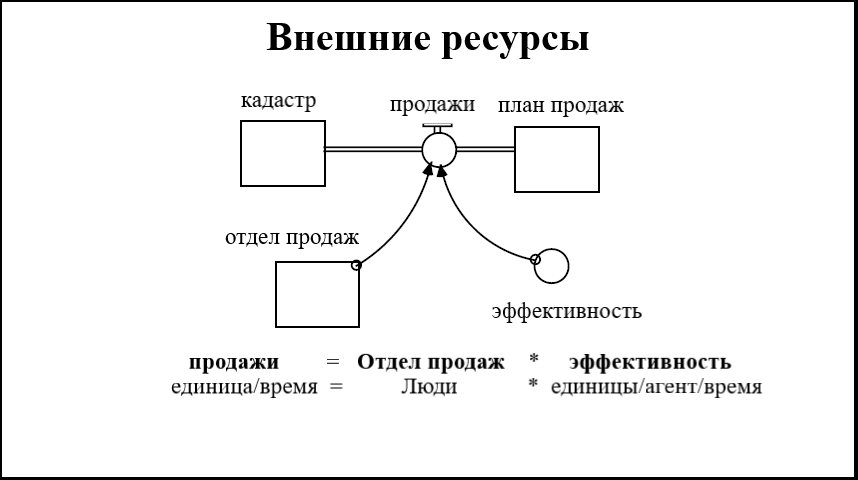 Внешние ресурсы
кадастр
продажи
план продаж
отдел продаж
эффективность
продажи = Отдел продаж * эффективность
единица/время = Люди * единицы/агент/время